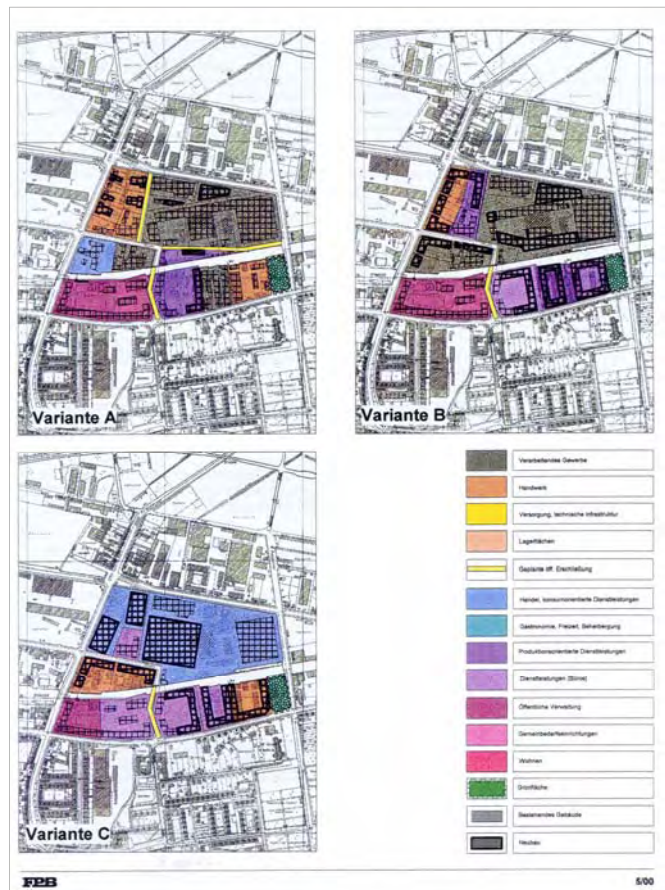 Variante A
Variante B
Variante C
Verarbeitendes Gewerbe
Handwerk
Versorgung, technische Infrastruktur
Lagerflächen
Geplante öff. Erschließung
Handel, konsumorientierte Dienstleistungen
Gastronomie, Freizeit, Beherbergung
Produktionsorientierte Dienstleistungen
Dienstleistungen (Büros)
Öffentliche Verwaltung
Gemeinbedarfseinrichtungen
Wohnen
Grünfläche
Bestehendes Gebäude
Neubau
FPB
5/00